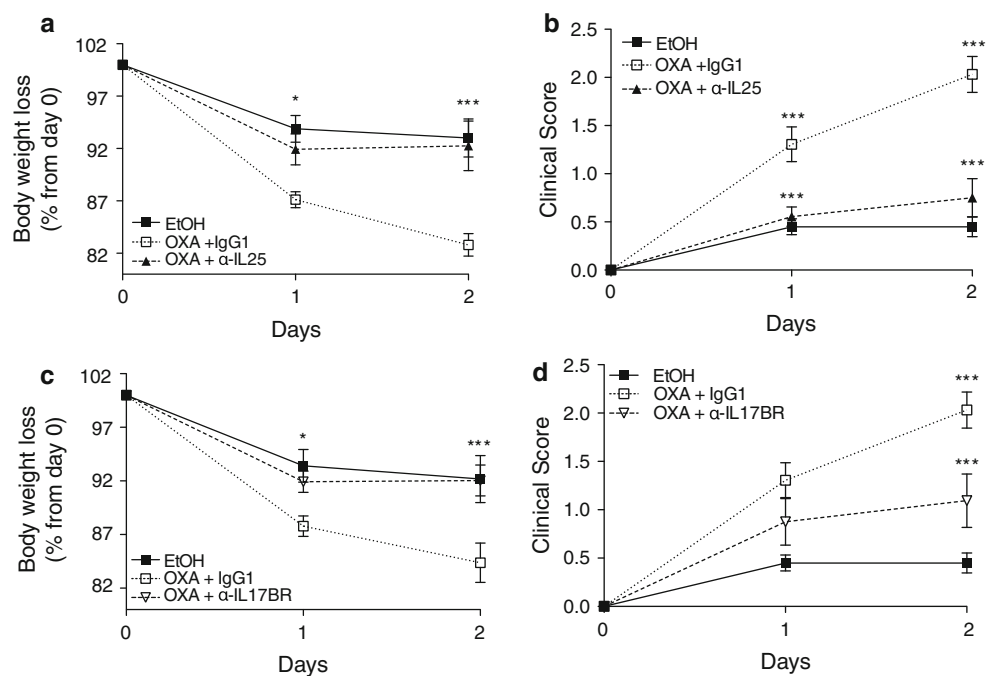 a
102
97
92
87
82
Body weight loss
(% from day 0)
*
***
EtOH
OXA +IgG1
OXA + α-IL25
0
1
2
Days
b
2.5
2.0
1.5
1.0
0.5
0.0
Clinical Score
EtOH
OXA +IgG1
OXA + α-IL25
***
***
***
***
0
1
2
Days
c
102
97
92
87
82
Body weight loss
(% from day 0)
*
***
EtOH
OXA + IgG1
OXA + α-IL17BR
0
1
2
Days
d
2.5
2.0
1.5
1.0
0.5
0.0
Clinical Score
EtOH
OXA + IgG1
OXA + α-IL17BR
***
***
0
1
2
Days